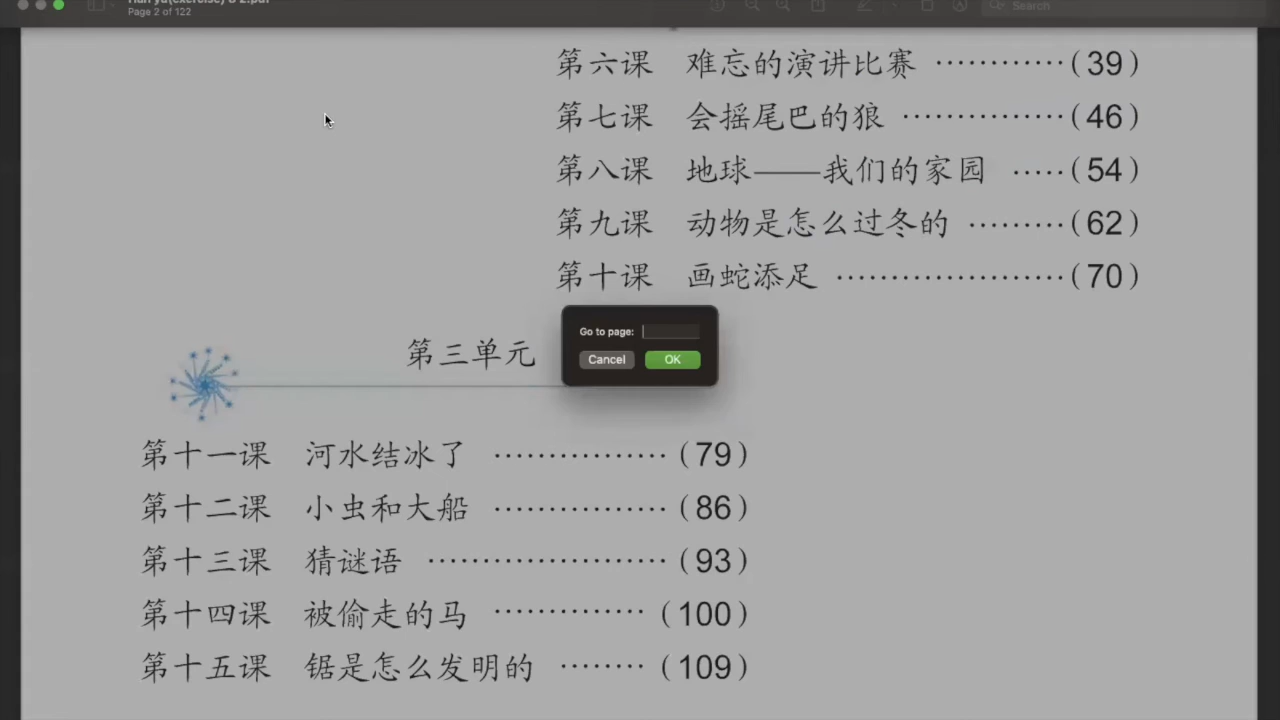 Page 2 of 122
Search
第六课 难忘的演讲比赛 …………(39)
第七课 会摇尾巴的狼 ……………(46)
第八课 地球——我们的家园 ……(54)
第九课 动物是怎么过冬的 ………(62)
第十课 画蛇添足 …………………(70)
Go to page:
Cancel OK
第三单元
第十一课 河水结冰了 ……………(79)
第十二课 小虫和大船 ……………(86)
第十三课 猜谜语 …………………(93)
第十四课 被偷走的马 ……………(100)
第十五课 锯是怎么发明的 ………(109)